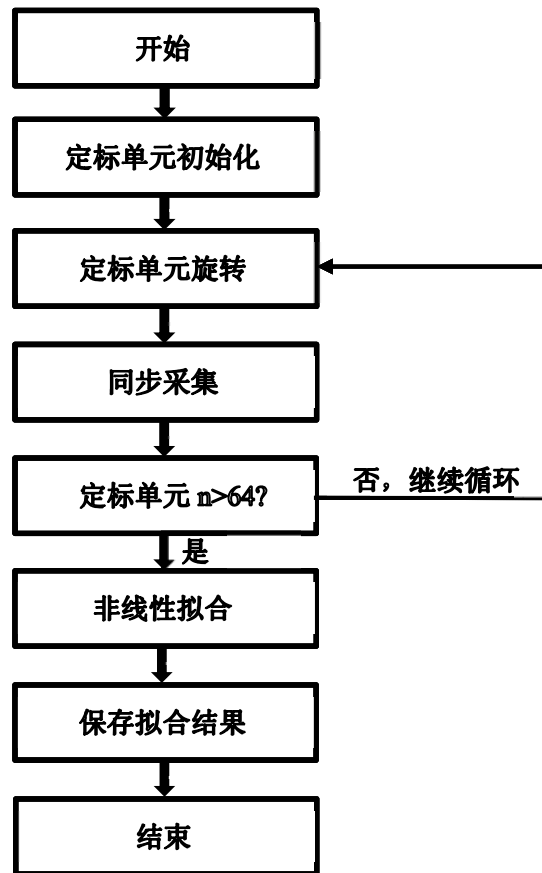 开始
定标单元初始化
定标单元旋转
同步采集
定标单元 n>64?
否，继续循环
是
非线性拟合
保存拟合结果
结束